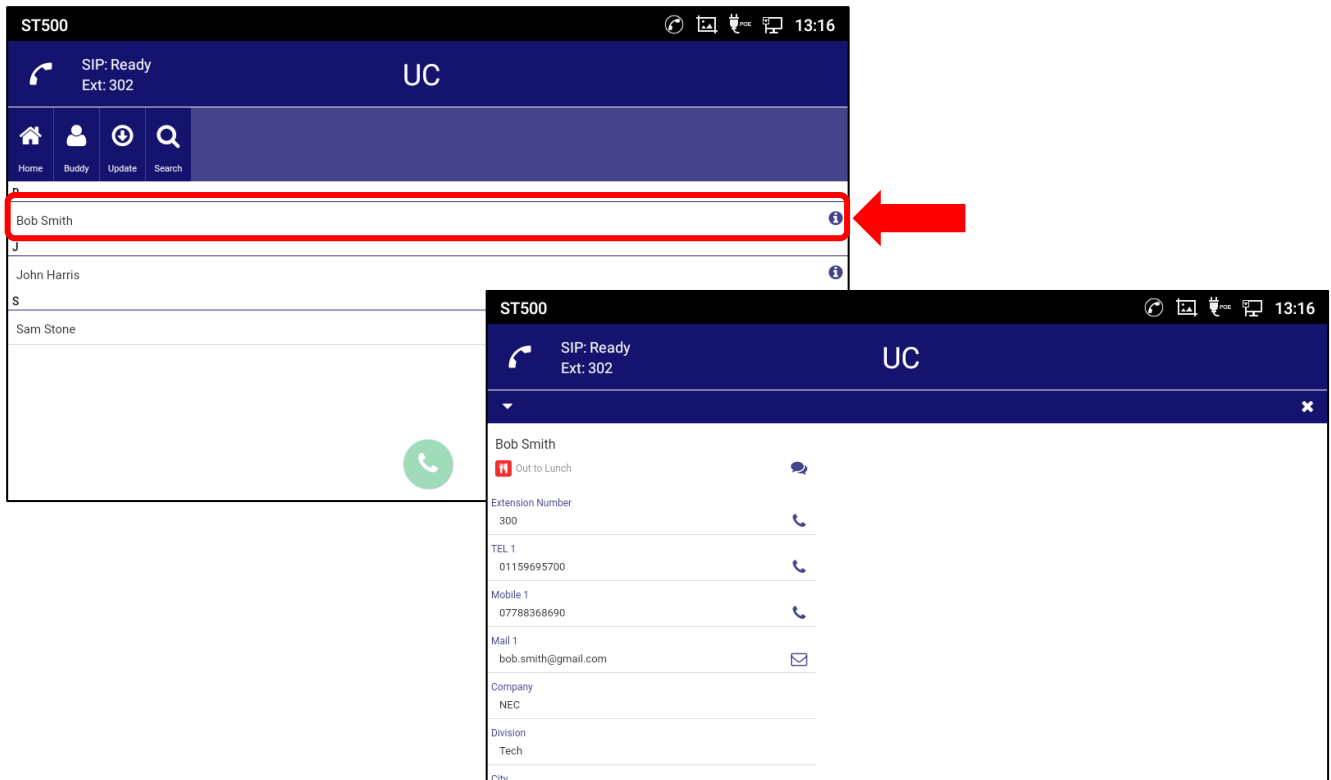 ST500
POE
13:16
SIP: Ready
Ext: 302
UC
Home
Buddy
Update
Search
Bob Smith
J
John Harris
S
Sam Stone
ST500
POE
13:16
SIP: Ready
Ext: 302
UC
Bob Smith
Out to Lunch
Extension Number
300
TEL 1
01159695700
Mobile 1
07788368690
Mail 1
bob.smith@gmail.com
Company
NEC
Division
Tech
City